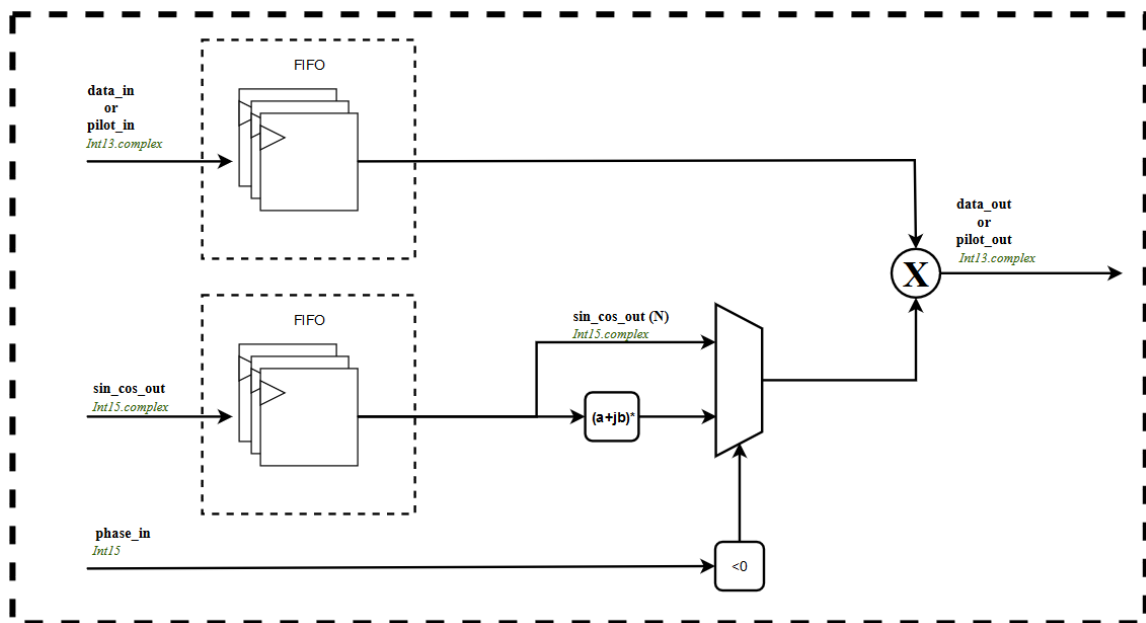 FIFO
data_in
or
pilot_in
Int13.complex
data_out
or
pilot_out
Int13.complex
X
FIFO
sin_cos_out (N)
Int15.complex
sin_cos_out
Int15.complex
(a+jb)*
phase_in
Int15
<0